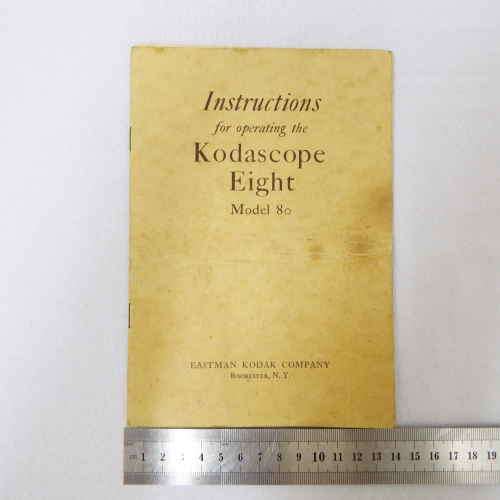 Instructions
for operating the
Kodascope
Eight
Model 80
EASTMAN KODAK COMPANY
ROCHESTER, N. Y.
1 2 3 4 5 6 7 8 9 10 11 12 13 14 15 16 17 18 19